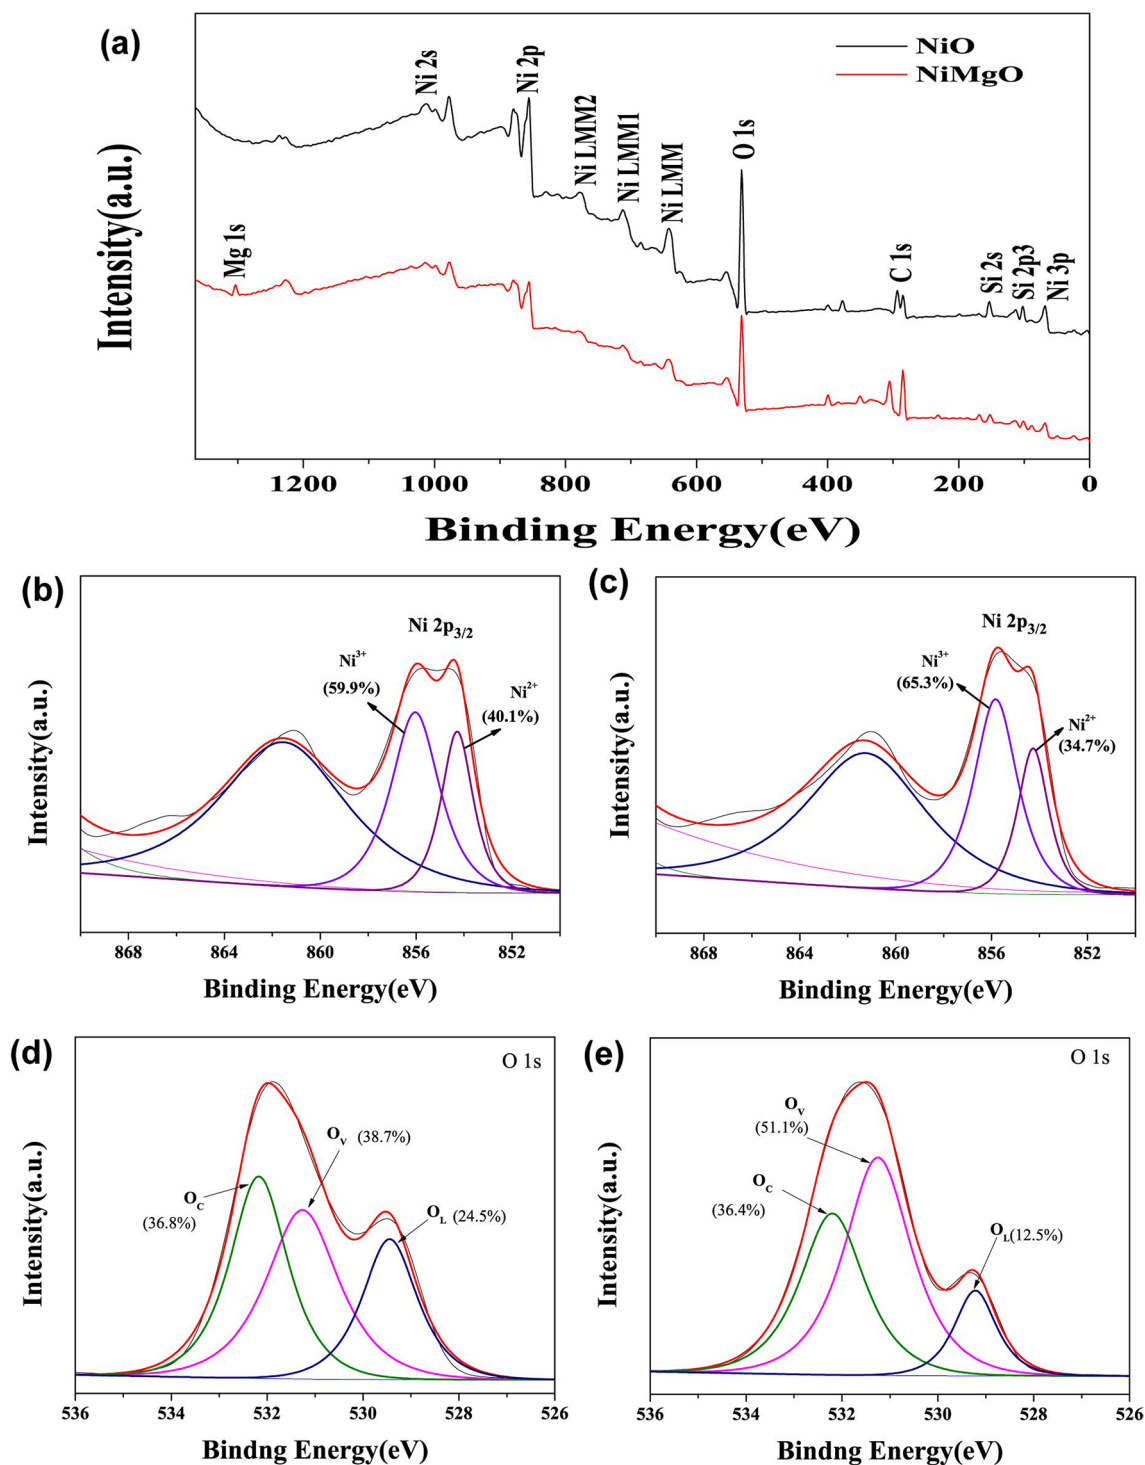 (a)
NiO
NiMgO
Mg 1s
Ni 2s
Ni 2p
Ni LMM2
Ni LMM1
Ni LMM
O 1s
C 1s
Si 2s
Si 2p3
Ni 3p
Intensity(a.u.)
1200 1000 800 600 400 200 0
Binding Energy(eV)
(b)
Ni 2p3/2
Ni3+
(59.9%)
Ni2+
(40.1%)
Intensity(a.u.)
868 864 860 856 852
Binding Energy(eV)
(c)
Ni 2p3/2
Ni3+
(65.3%)
Ni2+
(34.7%)
Intensity(a.u.)
868 864 860 856 852
Binding Energy(eV)
(d)
O 1s
OV (38.7%)
OC
(36.8%)
OL (24.5%)
Intensity(a.u.)
536 534 532 530 528 526
Bindng Energy(eV)
(e)
O 1s
OV
(51.1%)
OC
(36.4%)
OL(12.5%)
Intensity(a.u.)
536 534 532 530 528 526
Bindng Energy(eV)